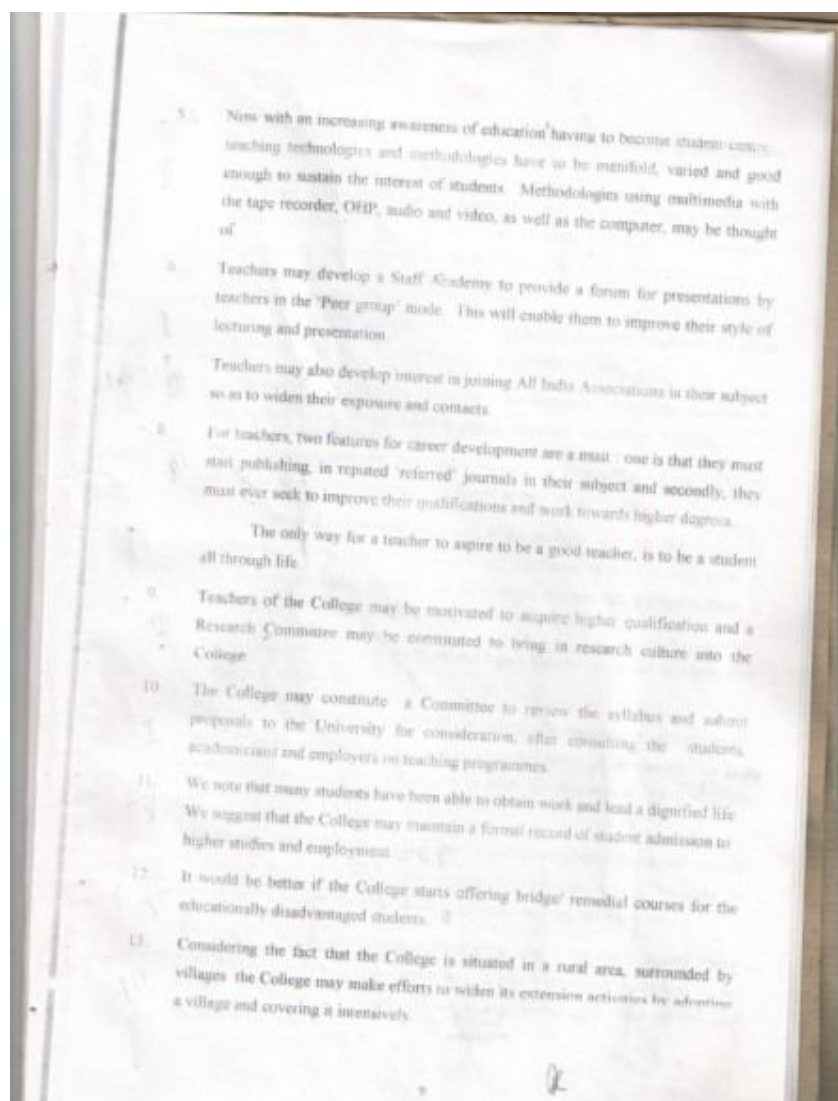 5. Now with an increasing awareness of education having to become student
teaching technologies and methodologies have to be manifold, varied and good
enough to sustain the interest of students. Methodologies using multimedia with
the tape recorder, OHP, audio and video, as well as the computer, may be thought
of
6. Teachers may develop a Staff Academy to provide a forum for presentations by
teachers in the 'Peer group' mode. This will enable them to improve their style of
lecturing and presentation
7. Teachers may also develop interest in joining All India Associations in their subject
so as to widen their exposure and contacts.
8. For teachers, two features for career development are a must : one is that they must
start publishing, in reputed 'referred' journals in their subject and secondly, they
must ever seek to improve their qualifications and work towards higher degrees.
The only way for a teacher to aspire to be a good teacher, is to be a student
all through life
9. Teachers of the College may be motivated to acquire higher qualification and a
Research Committee may be constituted to bring in research culture into the
College
10. The College may constitute a Committee to review the syllabus and submit
proposals to the University for consideration, after consulting the students,
academicians and employers on teaching programmes.
11. We note that many students have been able to obtain work and lead a dignified life
We suggest that the College may maintain a formal record of student admission to
higher studies and employment.
12. It would be better if the College starts offering bridge/ remedial courses for the
educationally disadvantaged students.
13. Considering the fact that the College is situated in a rural area, surrounded by
villages the College may make efforts to widen its extension activities by adopting
a village and covering it intensively